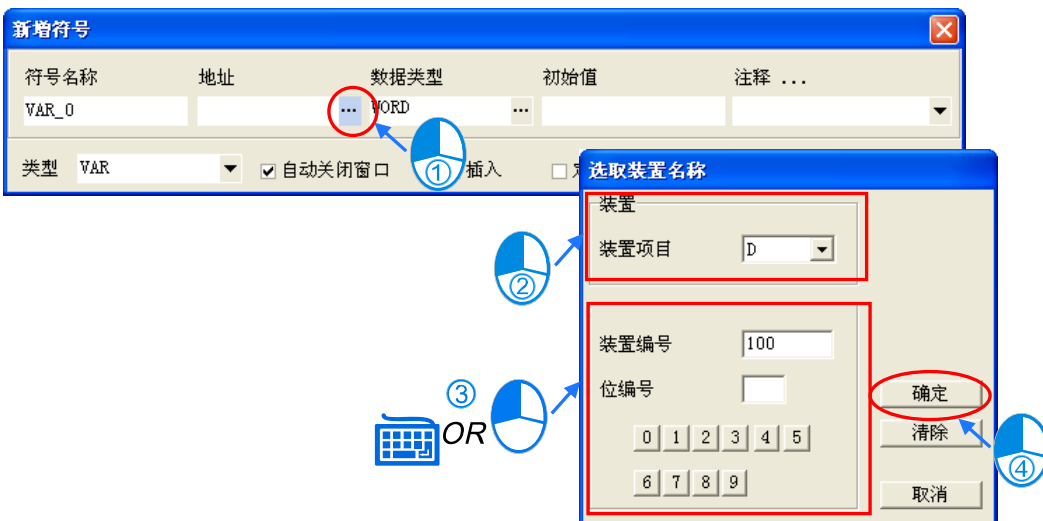 新增符号
符号名称 地址 数据类型 初始值 注释 ...
VAR_0 ... WORD ...
类型 VAR 自动关闭窗口 插入
①
选取装置名称
装置
装置项目 D
②
装置编号 100
位编号
③
OR
确定
0 1 2 3 4 5
清除
④
6 7 8 9
取消